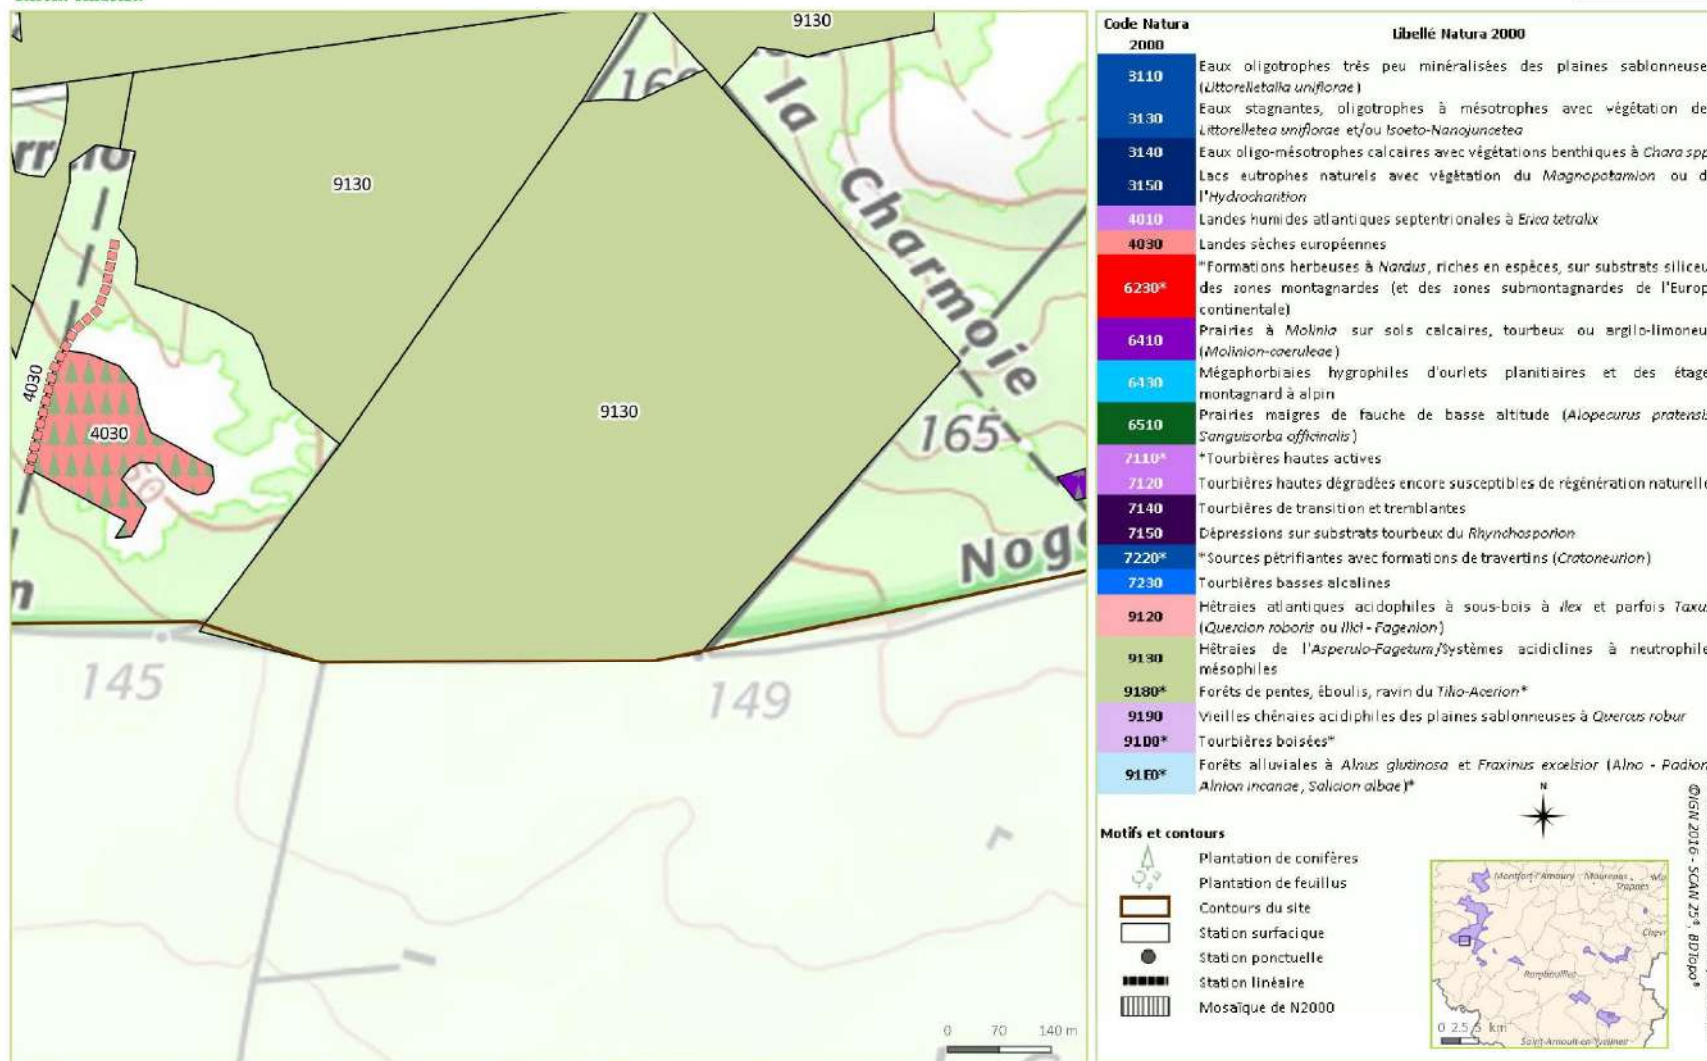 9130
160
la Charmoie
9130
9130
4030
4030
60
165
Noge
145
149
0 70 140 m
Code Natura 2000
Libellé Natura 2000
3110
Eaux oligotrophes très peu minéralisées des plaines sablonneuse
(Littorelletalia uniflorae)
3130
Eaux stagnantes, oligotrophes à mésotrophes avec végétation de
Littorelletea uniflorae et/ou Isoeto-Nanojuncetea
3140
Eaux oligo-mésotrophes calcaires avec végétations benthiques à Chara spp
3150
Lacs eutrophes naturels avec végétation du Magnopotamion ou d
l'Hydrocharition
4010
Landes humides atlantiques septentrionales à Erica tetralix
4030
Landes sèches européennes
6230*
*Formations herbeuses à Nardus, riches en espèces, sur substrats siliceu
des zones montagnardes (et des zones submontagnardes de l'Europ
continentale)
6410
Prairies à Molinia sur sols calcaires, tourbeux ou argilo-limoneu
(Molinion-caeruleae)
6430
Mégaphorbiaies hygrophiles d'ourlets planitiaires et des étage
montagnard à alpin
6510
Prairies maigres de fauche de basse altitude (Alopecurus pratensis
Sanguisorba officinalis)
7110*
*Tourbières hautes actives
7120
Tourbières hautes dégradées encore susceptibles de régénération naturelle
7140
Tourbières de transition et tremblantes
7150
Dépressions sur substrats tourbeux du Rhynchosporion
7220*
*Sources pétrifiantes avec formations de travertins (Cratoneurion)
7230
Tourbières basses alcalines
9120
Hêtraies atlantiques acidophiles à sous-bois à Ilex et parfois Taxu
(Quercion roboris ou Ilici - Fagenion)
9130
Hêtraies de l'Asperulo-Fagetum/Systèmes acidiclines à neutrophile
mésophiles
9180*
Forêts de pentes, éboulis, ravin du Tilio-Acerion*
9190
Vieilles chênaies acidiphiles des plaines sablonneuses à Quercus robur
91D0*
Tourbières boisées*
91E0*
Forêts alluviales à Alnus glutinosa et Fraxinus excelsior (Alno - Padion
Alnion incanae, Salicion albae)*
Motifs et contours
Plantation de conifères
Plantation de feuillus
Contours du site
Station surfacique
Station ponctuelle
Station linéaire
Mosaïque de N2000
N
Montfort-l'Amaury
Maurepas
Trappes
Chevr
Rambouillet
Saint-Arnoult-en-Yvelines
0 2.5 5 km
©IGN 2016 - SCAN 25®, BDTopo®